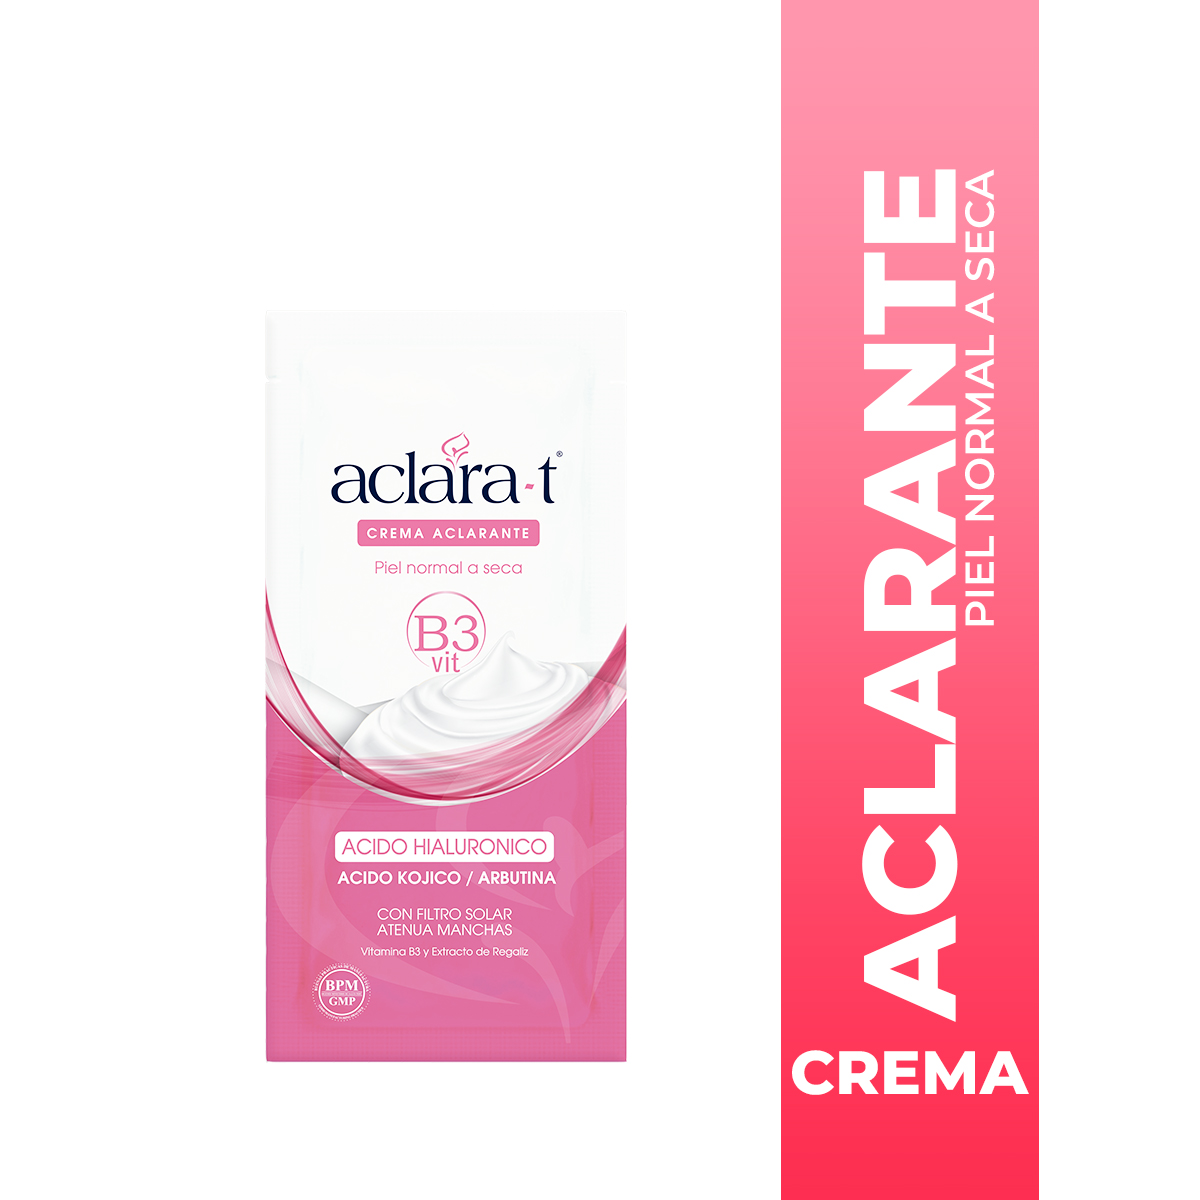 aclara-t®
CREMA ACLARANTE
Piel normal a seca
B3
vit
ACIDO HIALURONICO
ACIDO KOJICO / ARBUTINA
CON FILTRO SOLAR
ATENUA MANCHAS
Vitamina B3 y Extracto de Regaliz
BPM
GMP
ACLARANTE
PIEL NORMAL A SECA
CREMA